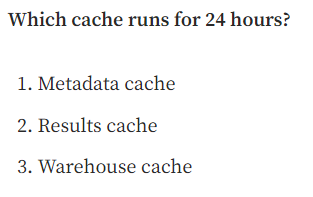 Which cache runs for 24 hours?
1. Metadata cache
2. Results cache
3. Warehouse cache